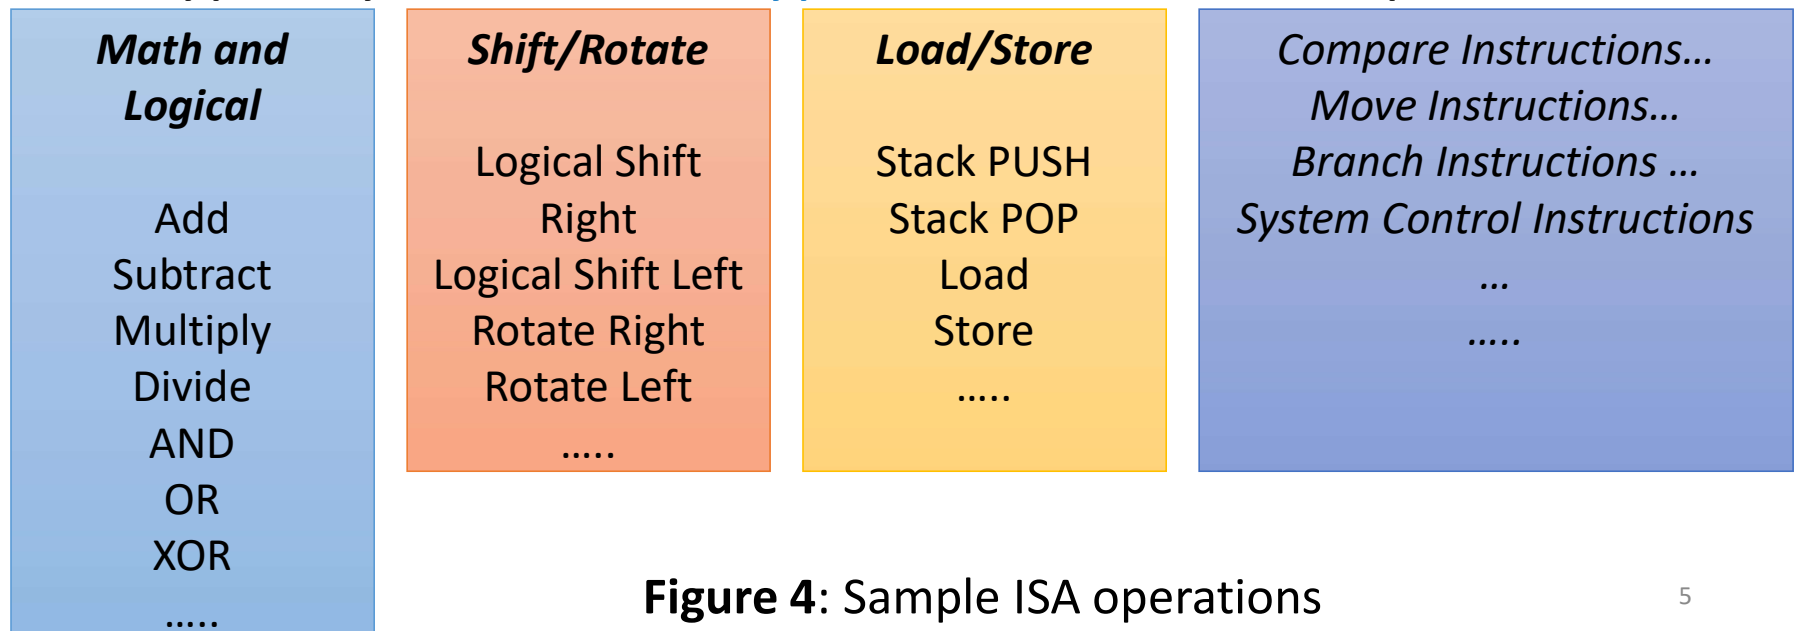 Math and
Logical
Add
Subtract
Multiply
Divide
AND
OR
XOR
.....
Shift/Rotate
Logical Shift
Right
Logical Shift Left
Rotate Right
Rotate Left
.....
Load/Store
Stack PUSH
Stack POP
Load
Store
.....
Compare Instructions...
Move Instructions...
Branch Instructions ...
System Control Instructions
...
.....
Figure 4: Sample ISA operations
5